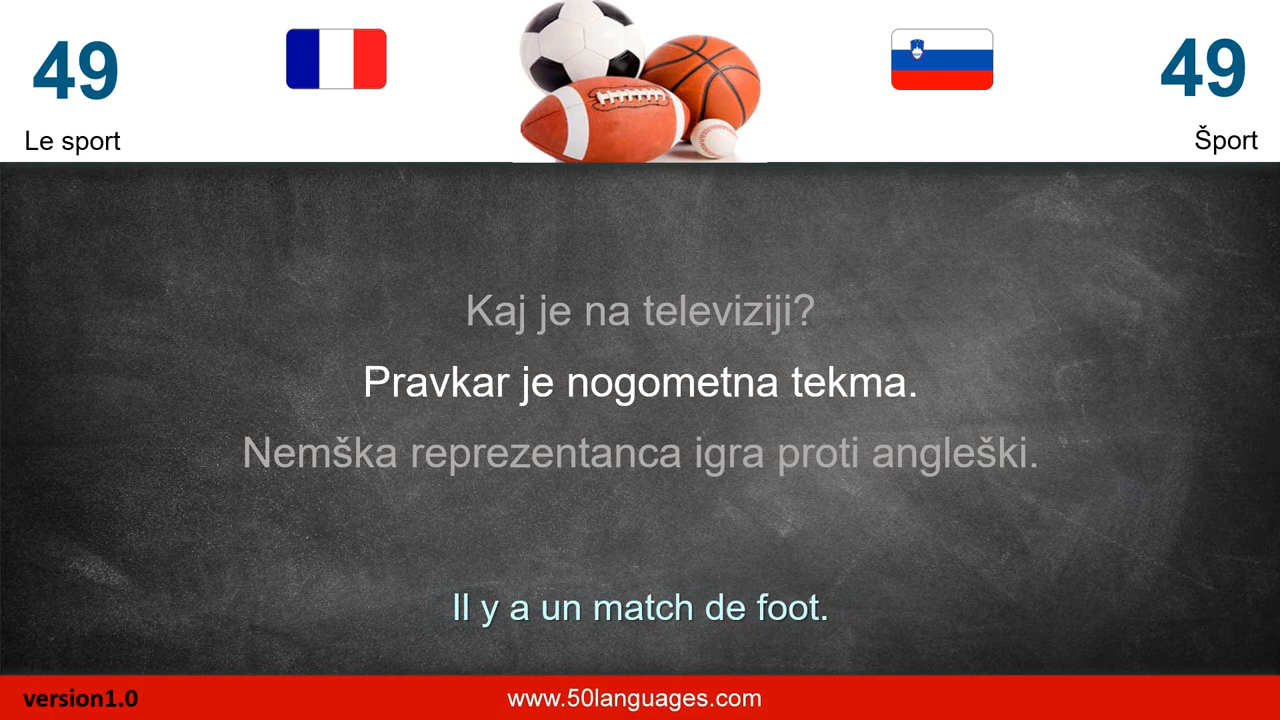 49
49
Le sport
Šport
Kaj je na televiziji?
Pravkar je nogometna tekma.
Nemška reprezentanca igra proti angleški.
Il y a un match de foot.
version1.0
www.50languages.com